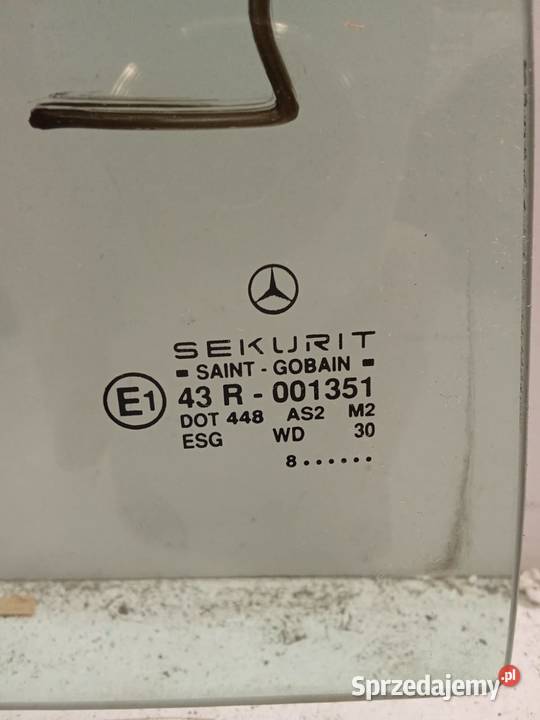 SEKURIT
SAINT - GOBAIN
E1 43 R - 001351
DOT 448 AS2 M2
ESG WD 30
8......
Sprzedajemy.pl